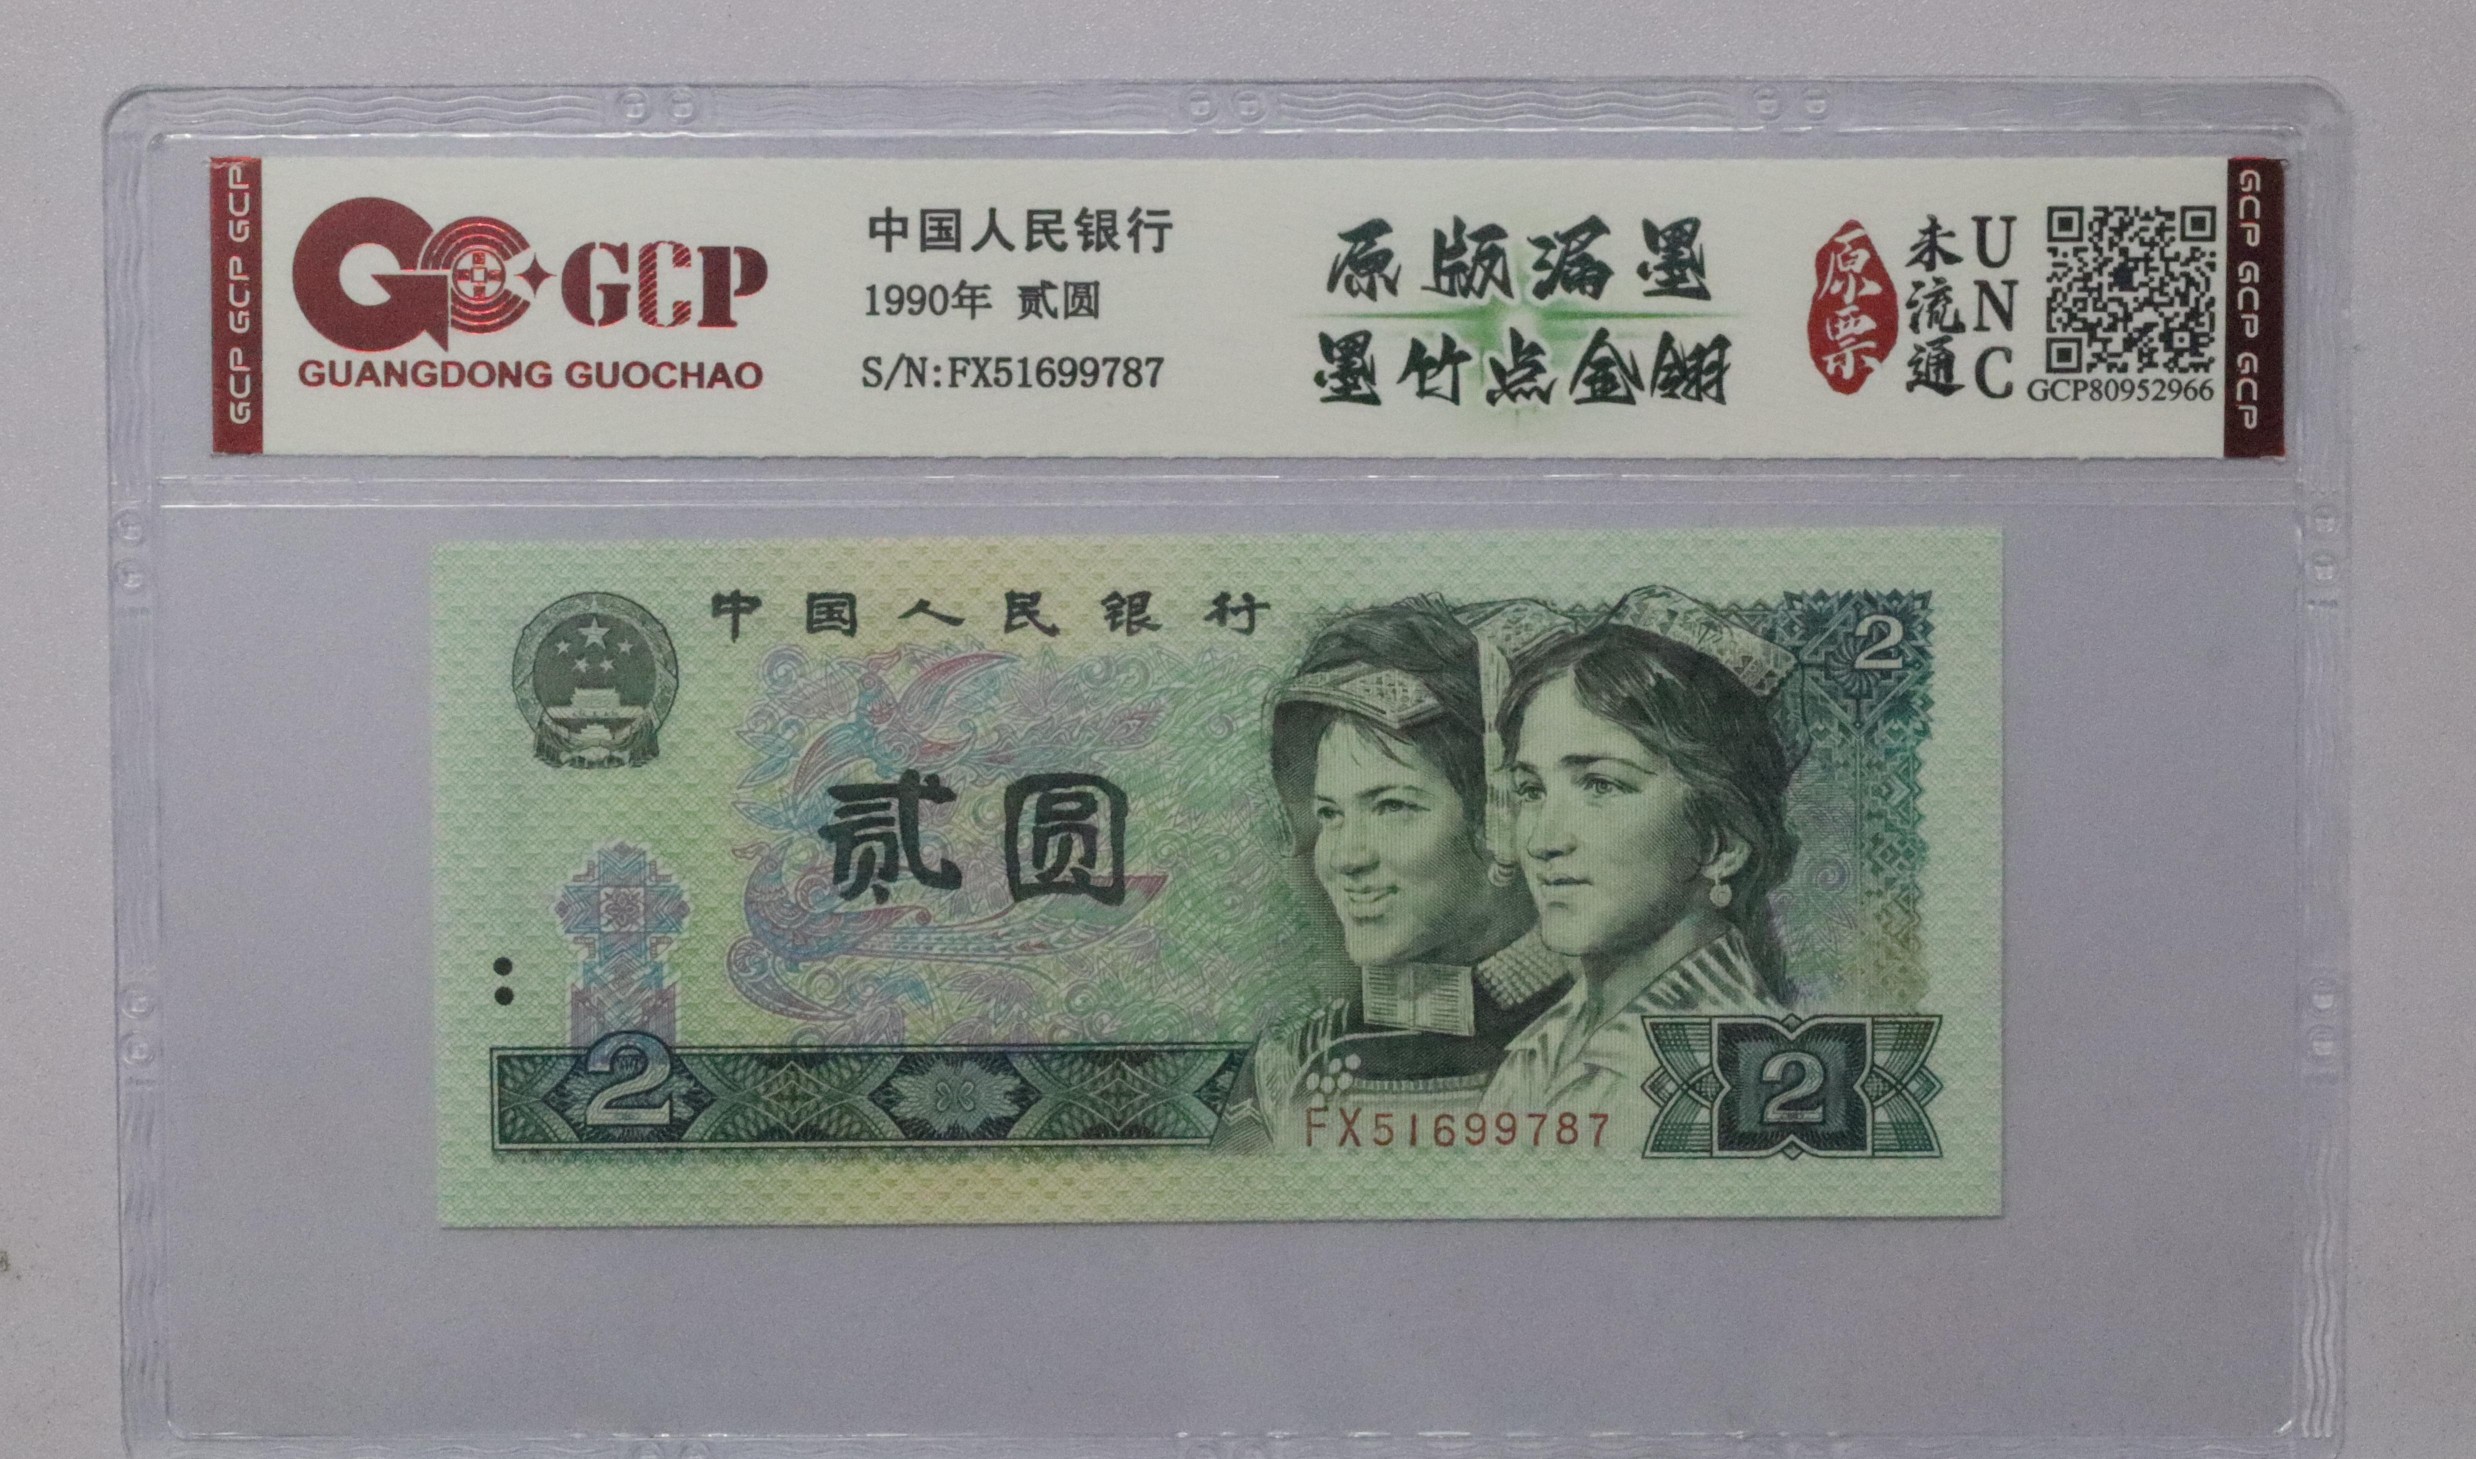 GCP GCP GCP
GCP
GUANGDONG GUOCHAO
中国人民银行
1990年 贰圆
S/N:FX51699787
原版漏墨
墨竹点金翎
原票
未流通
UNC
GCP80952966
GCP GCP GCP
中国人民银行
2
贰圆
2
2
FX51699787